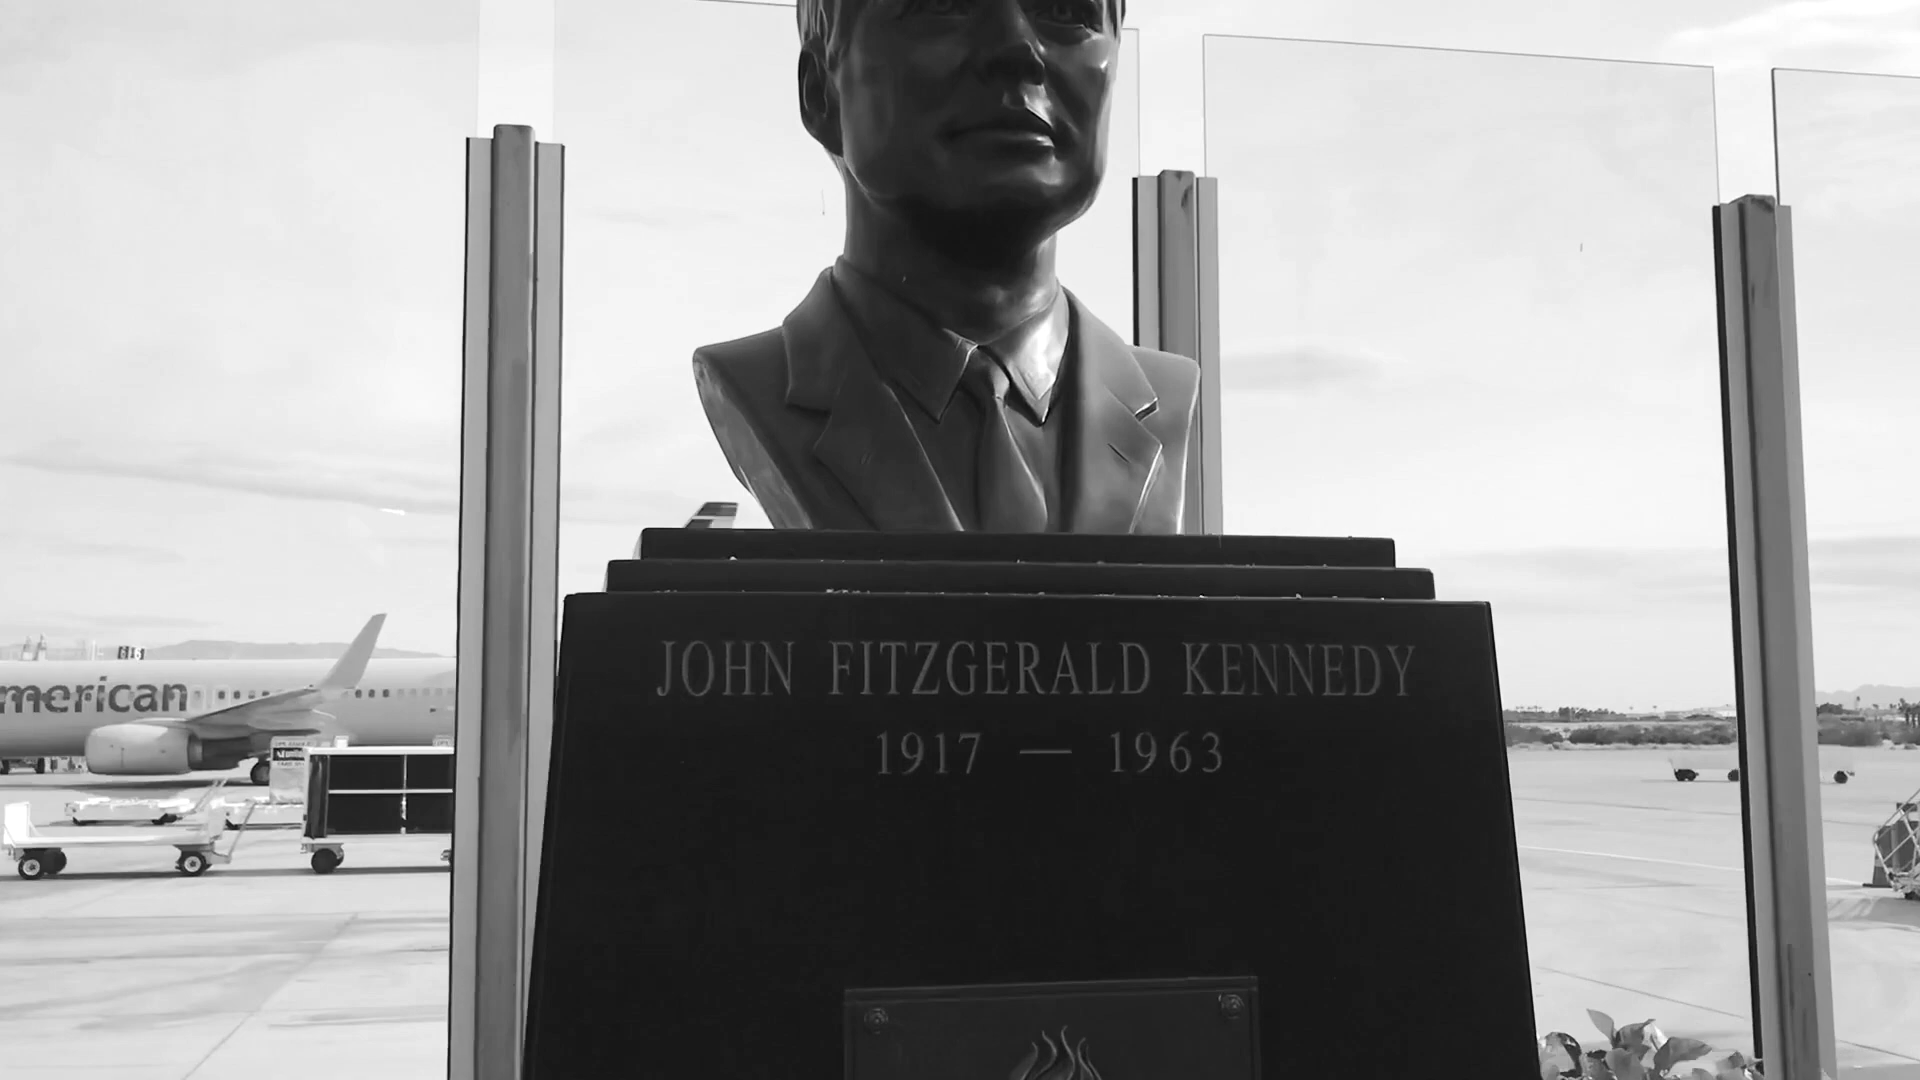 JOHN FITZGERALD KENNEDY
1917 — 1963
merican